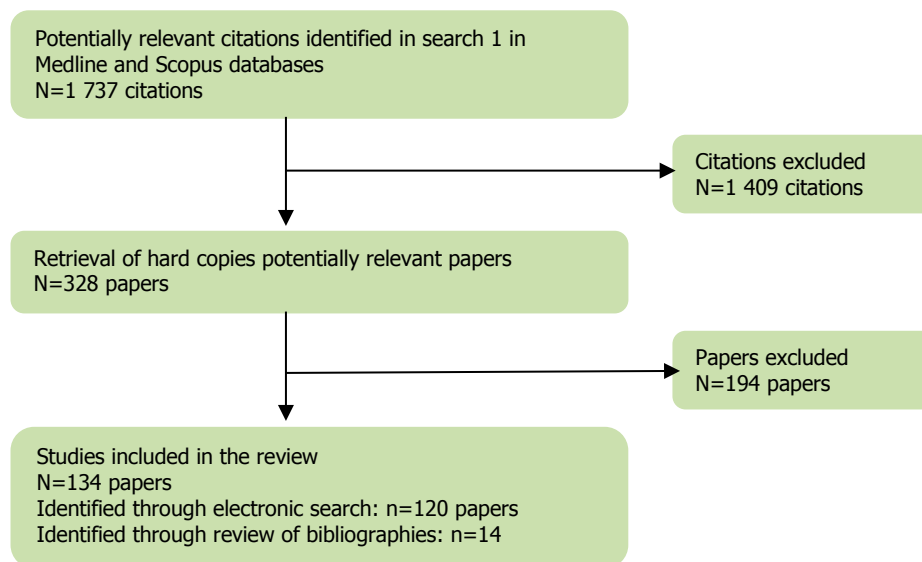 Potentially relevant citations identified in search 1 in
Medline and Scopus databases
N=1 737 citations
Citations excluded
N=1 409 citations
Retrieval of hard copies potentially relevant papers
N=328 papers
Papers excluded
N=194 papers
Studies included in the review
N=134 papers
Identified through electronic search: n=120 papers
Identified through review of bibliographies: n=14